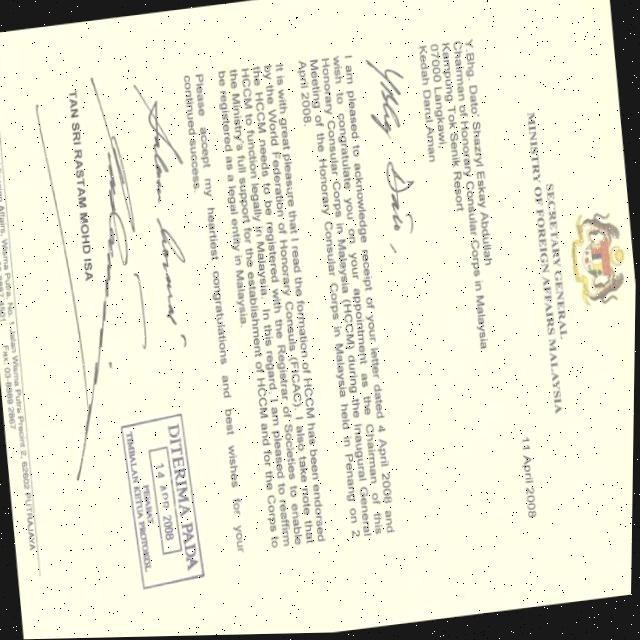 SECRETARY GENERAL
MINISTRY OF FOREIGN AFFAIRS MALAYSIA
11 April 2008
Y.Bhg. Dato' Shazryl Eskay Abdullah
Chairman of Honorary Consular Corps in Malaysia
Kampung Tok Senik Resort
07000 Langkawi,
Kedah Darul Aman
Ybhg Dato',
I am pleased to acknowledge receipt of your letter dated 4 April 2008 and
wish to congratulate you on your appointment as the Chairman of this
Honorary Consular Corps in Malaysia (HCCM) during the Inaugural General
Meeting of the Honorary Consular Corps in Malaysia held in Penang on 2
April 2008.
It is with great pleasure that I read the formation of HCCM has been endorsed
by the World Federation of Honorary Consuls (FICAC). I also take note that
the HCCM needs to be registered with the Registrar of Societies to enable
HCCM to funtion legally in Malaysia. In this regard, I am pleased to reaffirm
the Ministry's full support for the establishment of HCCM and for the Corps to
be registered as a legal entity in Malaysia.
Please accept my heartiest congratulations and best wishes for your
continued success.
Salam hormat
TAN SRI RASTAM MOHD ISA
DITERIMA PADA
14 APR 2008
PEJABAT
TIMBALAN KETUA PROTOKOL
Affairs, Wisma Putra, No. 1, Jalan Wisma Putra, Precint 2, 62602 PUTRAJAYA
Fax: 03-8889 2867